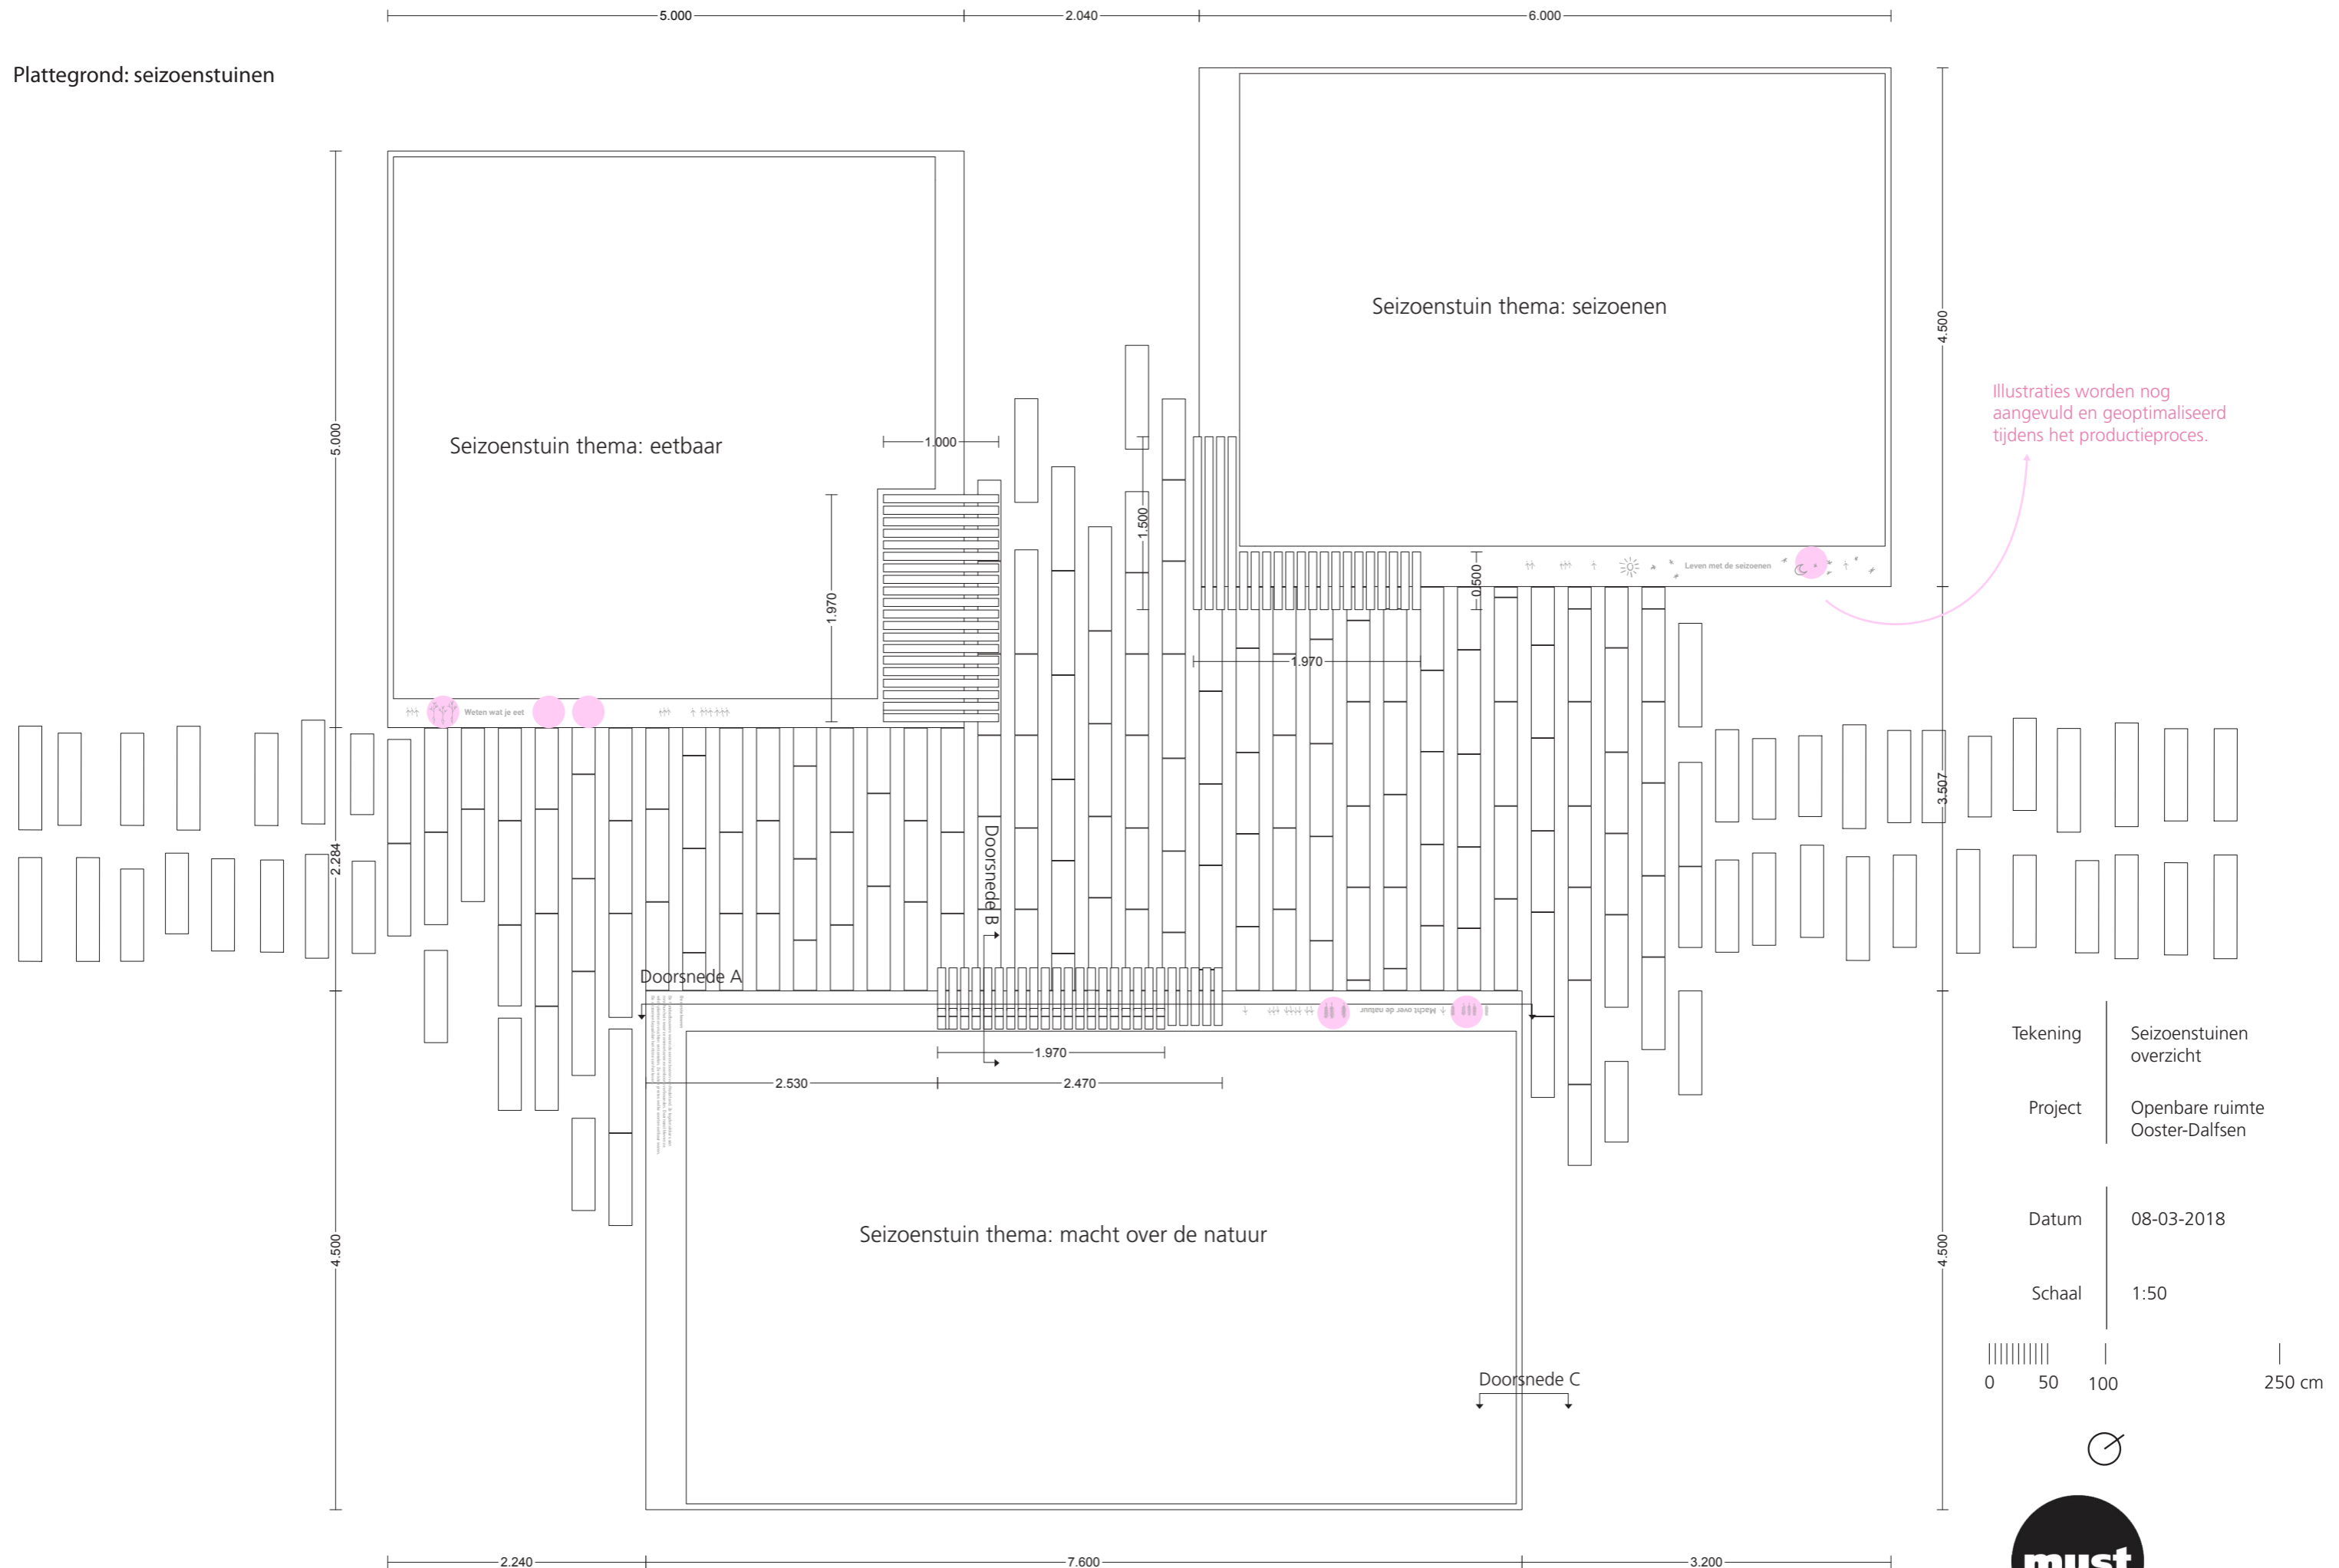 5.000
2.040
6.000
Plattegrond: seizoenstuinen
Seizoenstuin thema: seizoenen
4.500
Illustraties worden nog
aangevuld en geoptimaliseerd
tijdens het productieproces.
5.000
Seizoenstuin thema: eetbaar
1.000
1.500
1.970
0.500
Leven met de seizoenen
1.970
Weten wat je eet
3.507
2.284
Doorsnede B
Doorsnede A
Macht over de natuur
1.970
2.530
2.470
Tekening
Seizoenstuinen
overzicht
Project
Openbare ruimte
Ooster-Dalfsen
Datum
08-03-2018
Seizoenstuin thema: macht over de natuur
4.500
4.500
Schaal
1:50
Doorsnede C
0
50
100
250 cm
must
2.240
7.600
3.200